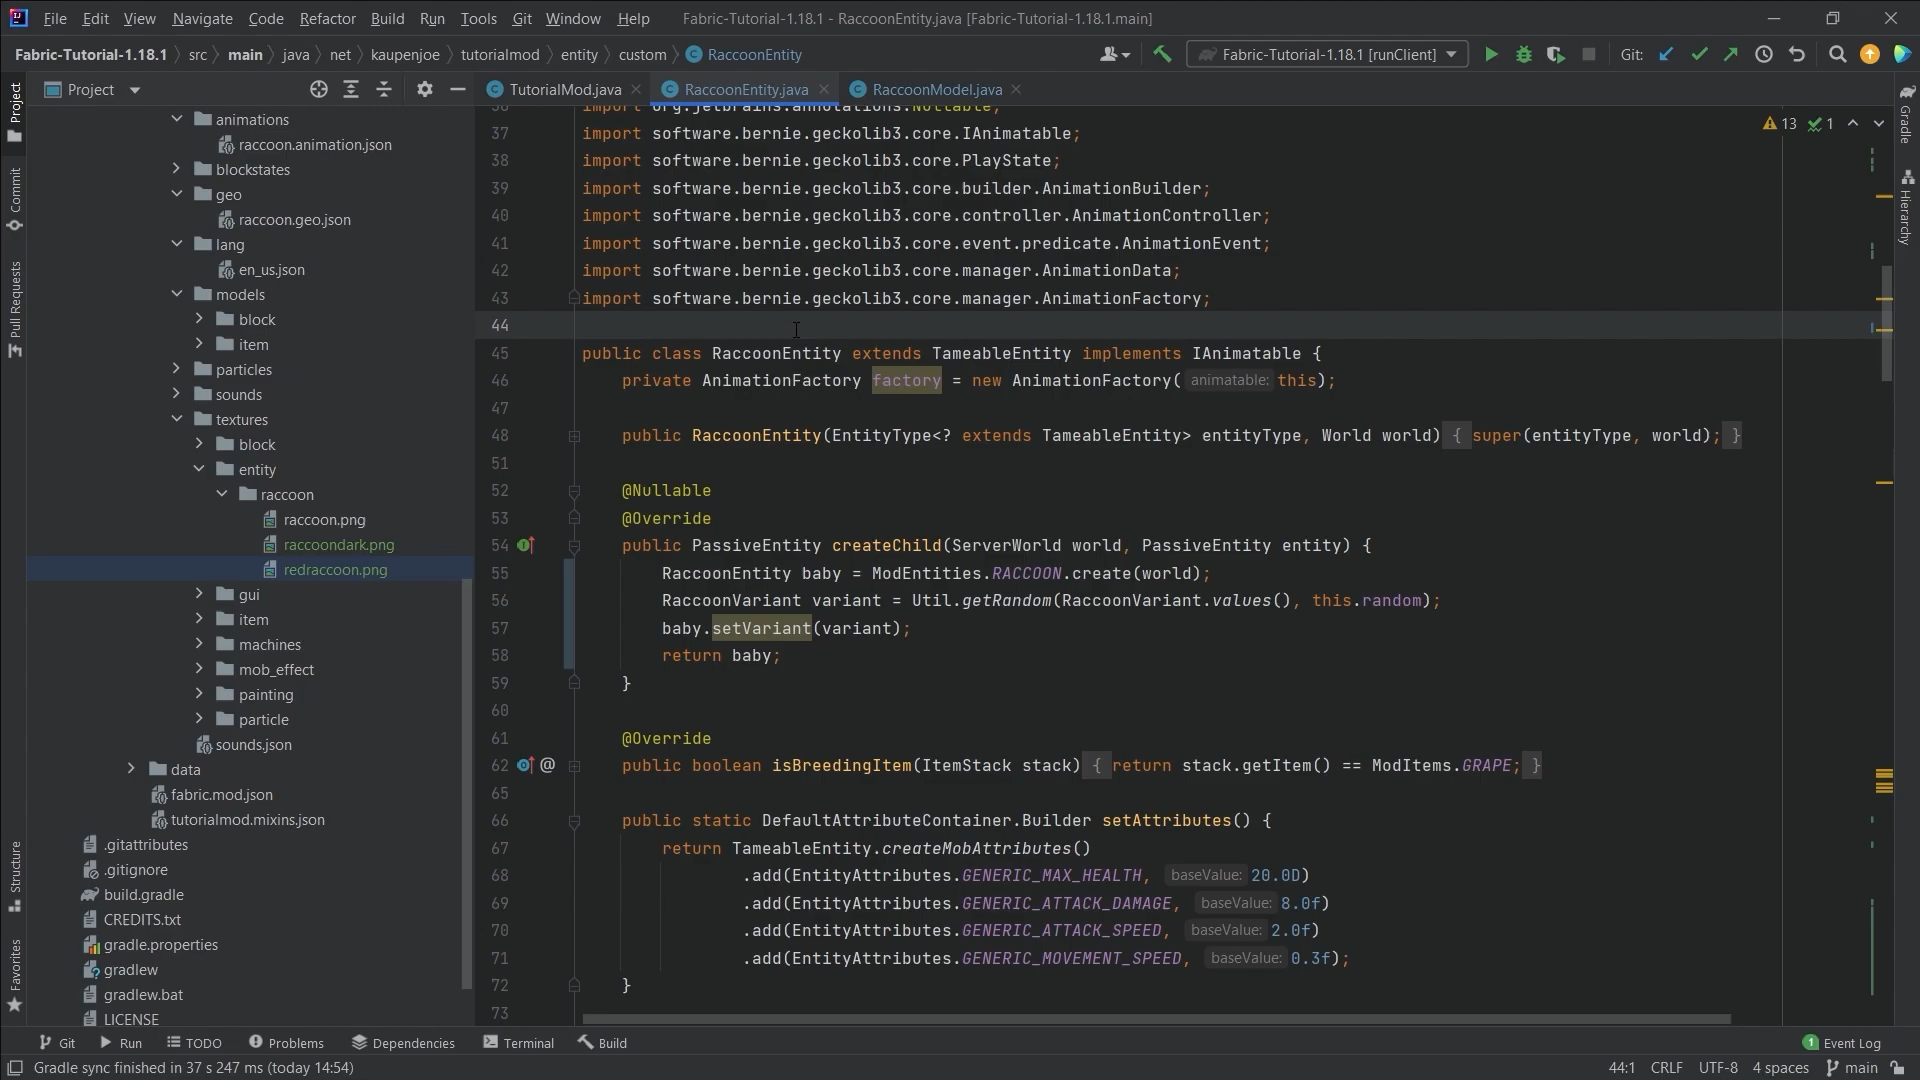 File Edit View Navigate Code Refactor Build Run Tools Git Window Help Fabric-Tutorial-1.18.1 - RaccoonEntity.java [Fabric-Tutorial-1.18.1.main]
Fabric-Tutorial-1.18.1 src main java net kaupenjoe tutorialmod entity custom RaccoonEntity Fabric-Tutorial-1.18.1 [runClient] Git:
Project TutorialMod.java RaccoonEntity.java RaccoonModel.java
Project
Commit
Pull Requests
Structure
Favorites
animations
raccoon.animation.json
blockstates
geo
raccoon.geo.json
lang
en_us.json
models
block
item
particles
sounds
textures
block
entity
raccoon
raccoon.png
raccoondark.png
redraccoon.png
gui
item
machines
mob_effect
painting
particle
sounds.json
data
fabric.mod.json
tutorialmod.mixins.json
.gitattributes
.gitignore
build.gradle
CREDITS.txt
gradle.properties
gradlew
gradlew.bat
LICENSE
36 import org.jetbrains.annotations.Nullable;
37 import software.bernie.geckolib3.core.IAnimatable;
38 import software.bernie.geckolib3.core.PlayState;
39 import software.bernie.geckolib3.core.builder.AnimationBuilder;
40 import software.bernie.geckolib3.core.controller.AnimationController;
41 import software.bernie.geckolib3.core.event.predicate.AnimationEvent;
42 import software.bernie.geckolib3.core.manager.AnimationData;
43 import software.bernie.geckolib3.core.manager.AnimationFactory;
44
45 public class RaccoonEntity extends TameableEntity implements IAnimatable {
46 private AnimationFactory factory = new AnimationFactory( animatable: this);
47
48 public RaccoonEntity(EntityType<? extends TameableEntity> entityType, World world) { super(entityType, world); }
51
52 @Nullable
53 @Override
54 public PassiveEntity createChild(ServerWorld world, PassiveEntity entity) {
55 RaccoonEntity baby = ModEntities.RACCOON.create(world);
56 RaccoonVariant variant = Util.getRandom(RaccoonVariant.values(), this.random);
57 baby.setVariant(variant);
58 return baby;
59 }
60
61 @Override
62 @ public boolean isBreedingItem(ItemStack stack) { return stack.getItem() == ModItems.GRAPE; }
65
66 public static DefaultAttributeContainer.Builder setAttributes() {
67 return TameableEntity.createMobAttributes()
68 .add(EntityAttributes.GENERIC_MAX_HEALTH, baseValue: 20.0D)
69 .add(EntityAttributes.GENERIC_ATTACK_DAMAGE, baseValue: 8.0f)
70 .add(EntityAttributes.GENERIC_ATTACK_SPEED, baseValue: 2.0f)
71 .add(EntityAttributes.GENERIC_MOVEMENT_SPEED, baseValue: 0.3f);
72 }
73
13 1
Gradle
Hierarchy
Git Run TODO Problems Dependencies Terminal Build 1 Event Log
Gradle sync finished in 37 s 247 ms (today 14:54) 44:1 CRLF UTF-8 4 spaces main